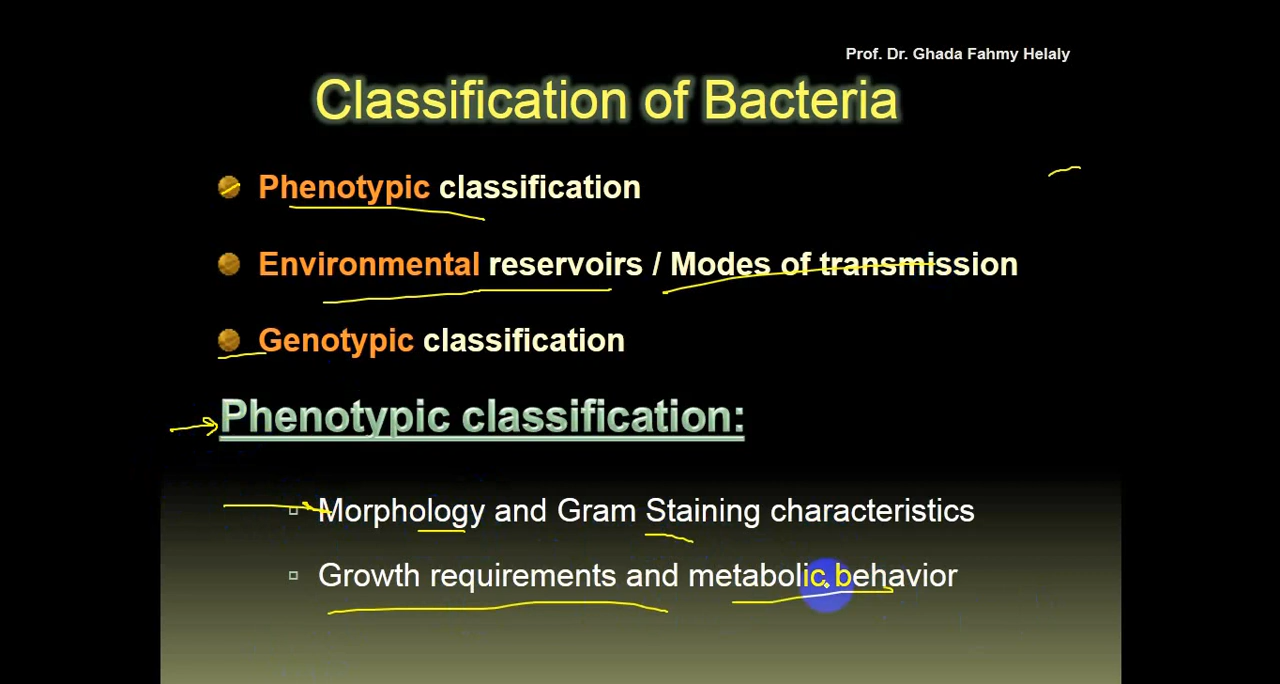 Prof. Dr. Ghada Fahmy Helaly
Classification of Bacteria
Phenotypic classification
Environmental reservoirs / Modes of transmission
Genotypic classification
Phenotypic classification:
Morphology and Gram Staining characteristics
Growth requirements and metabolic behavior